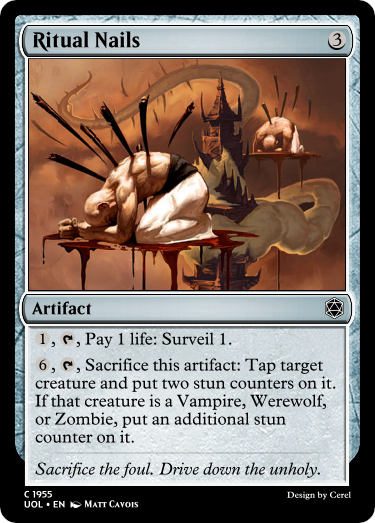 Ritual Nails 3
Artifact
1, , Pay 1 life: Surveil 1.
6, , Sacrifice this artifact: Tap target
creature and put two stun counters on it.
If that creature is a Vampire, Werewolf,
or Zombie, put an additional stun
counter on it.
Sacrifice the foul. Drive down the unholy.
C 1955
UOL • EN Matt Cavois
Design by Cerel